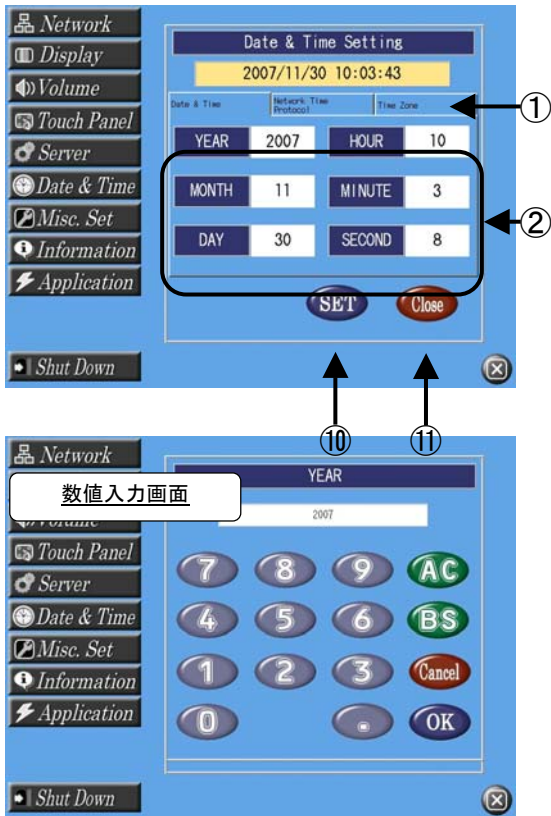 Network
Display
Volume
Touch Panel
Server
Date & Time
Misc. Set
Information
Application
Shut Down
Date & Time Setting
2007/11/30 10:03:43
Date & Time
Network Time Protocol
Time Zone
①
YEAR 2007 HOUR 10
MONTH 11 MINUTE 3
DAY 30 SECOND 8
②
SET Close
⑩ ⑪
Network
数値入力画面
Volume
Touch Panel
Server
Date & Time
Misc. Set
Information
Application
Shut Down
YEAR
2007
7 8 9 AC
4 5 6 BS
1 2 3 Cancel
0 . OK